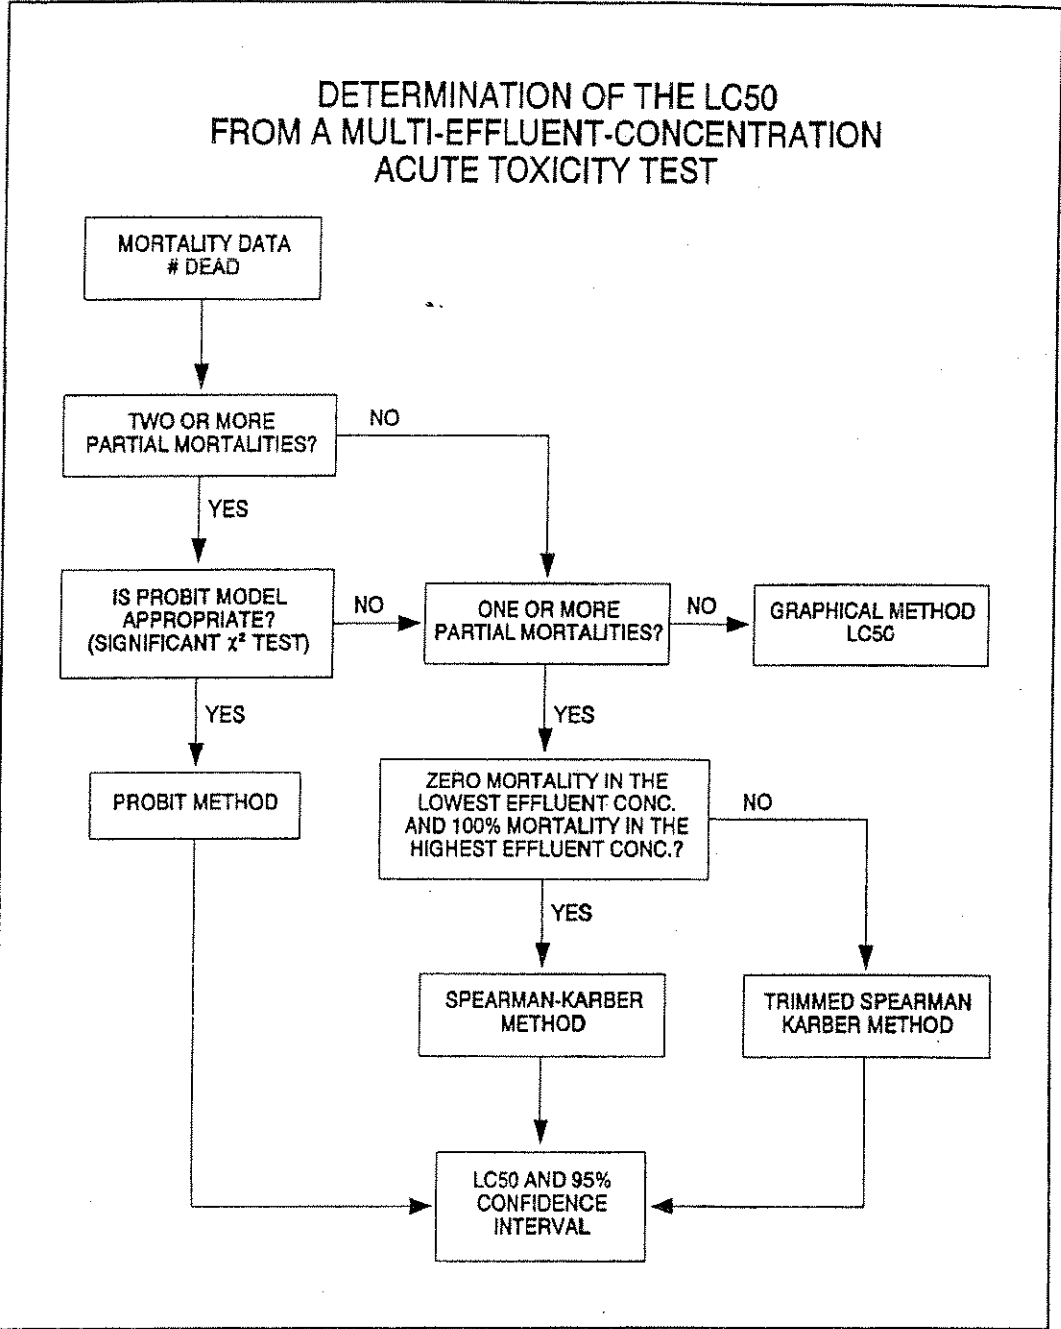 DETERMINATION OF THE LC50
FROM A MULTI-EFFLUENT-CONCENTRATION
ACUTE TOXICITY TEST
MORTALITY DATA
# DEAD
TWO OR MORE
PARTIAL MORTALITIES?
NO
YES
IS PROBIT MODEL
APPROPRIATE?
(SIGNIFICANT χ² TEST)
NO
ONE OR MORE
PARTIAL MORTALITIES?
NO
GRAPHICAL METHOD
LC50
YES
YES
PROBIT METHOD
ZERO MORTALITY IN THE
LOWEST EFFLUENT CONC.
AND 100% MORTALITY IN THE
HIGHEST EFFLUENT CONC.?
NO
YES
SPEARMAN-KARBER
METHOD
TRIMMED SPEARMAN
KARBER METHOD
LC50 AND 95%
CONFIDENCE
INTERVAL